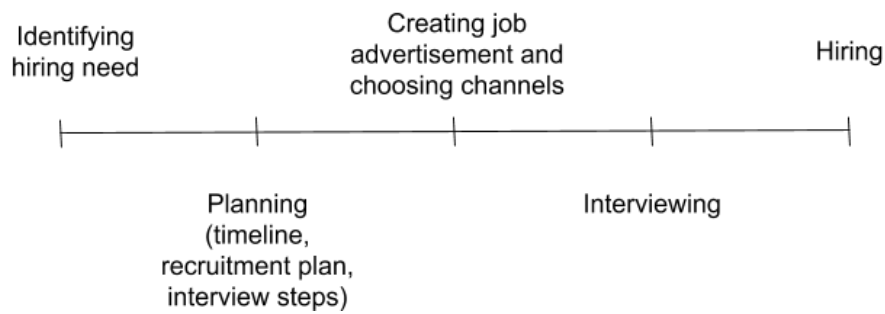 Identifying
hiring need
Creating job
advertisement and
choosing channels
Hiring
Planning
(timeline,
recruitment plan,
interview steps)
Interviewing